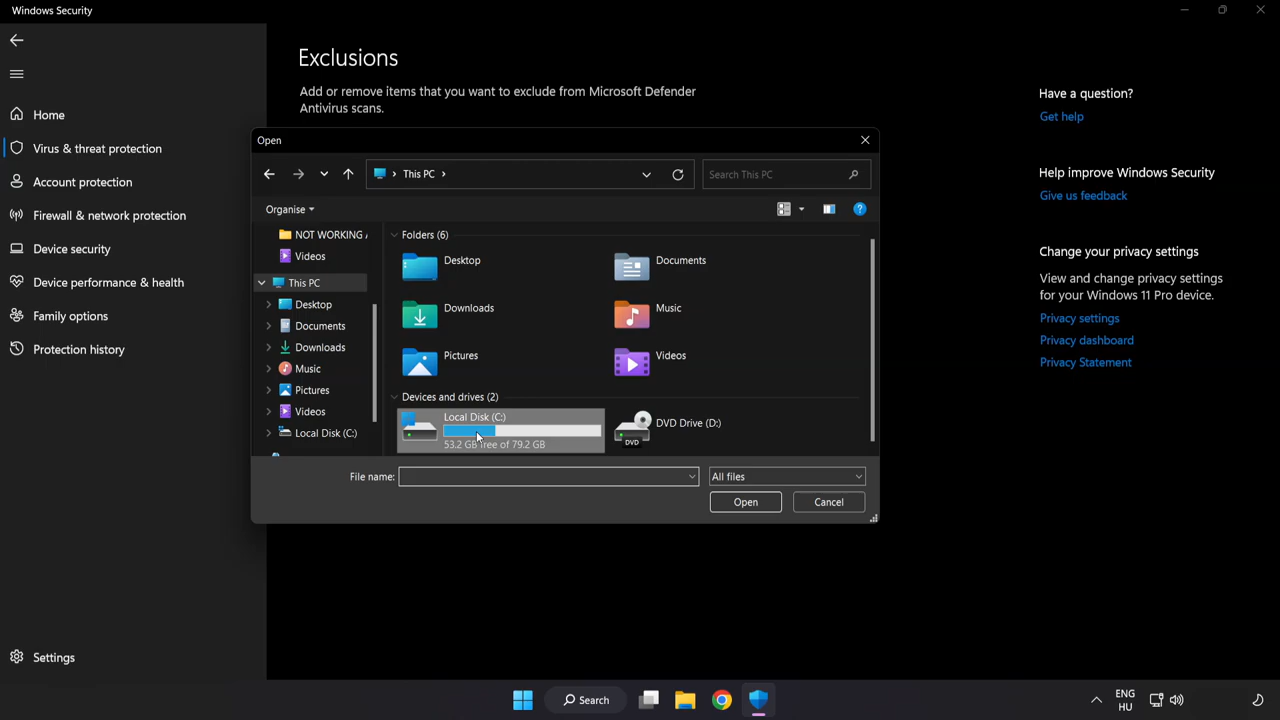 Windows Security
Home
Virus & threat protection
Account protection
Firewall & network protection
Device security
Device performance & health
Family options
Protection history
Settings
Exclusions
Add or remove items that you want to exclude from Microsoft Defender
Antivirus scans.
Open
This PC
Search This PC
Organise
NOT WORKING
Videos
This PC
Desktop
Documents
Downloads
Music
Pictures
Videos
Local Disk (C:)
Folders (6)
Desktop
Documents
Downloads
Music
Pictures
Videos
Devices and drives (2)
Local Disk (C:)
53.2 GB free of 79.2 GB
DVD
DVD Drive (D:)
File name:
All files
Open
Cancel
Have a question?
Get help
Help improve Windows Security
Give us feedback
Change your privacy settings
View and change privacy settings
for your Windows 11 Pro device.
Privacy settings
Privacy dashboard
Privacy Statement
Search
ENG
HU